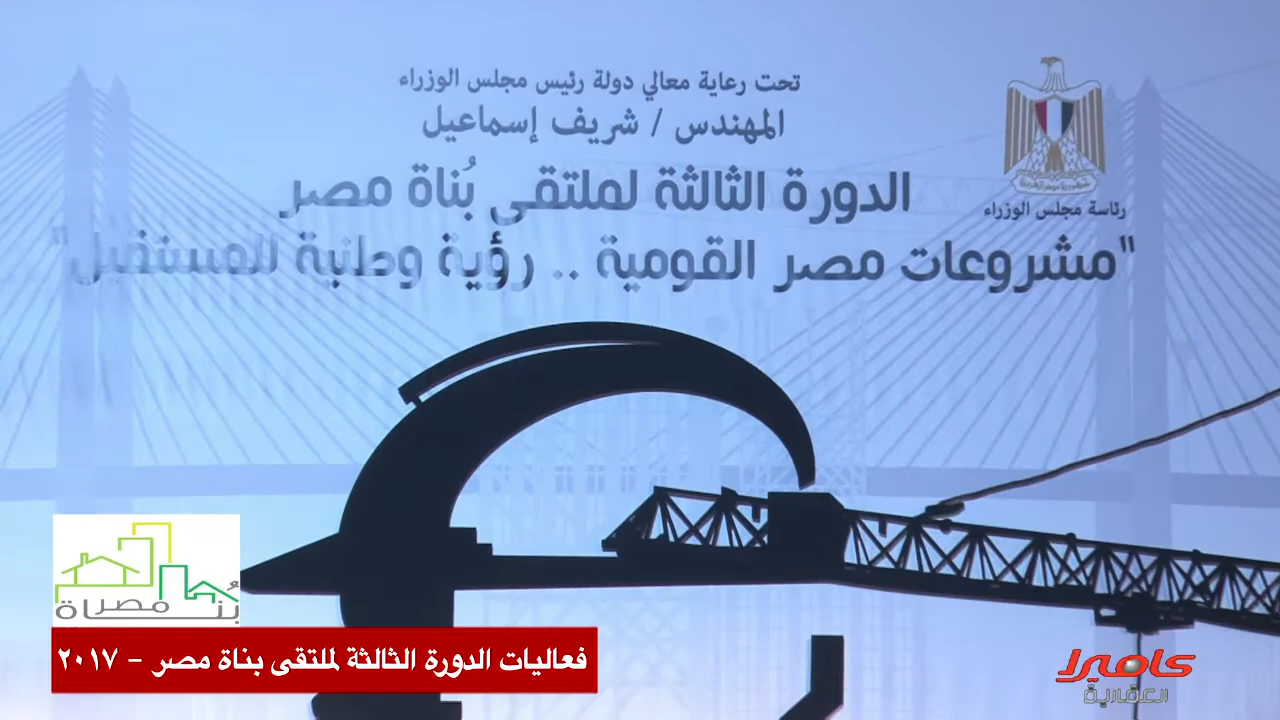 تحت رعاية معالي دولة رئيس مجلس الوزراء
المهندس / شريف إسماعيل
الدورة الثالثة لملتقى بُناة مصر
"مشروعات مصر القومية .. رؤية وطنية للمستقبل"
رئاسة مجلس الوزراء
بُناة مصر
فعاليات الدورة الثالثة لملتقى بناة مصر - ٢٠١٧
كاميرا
العقارية